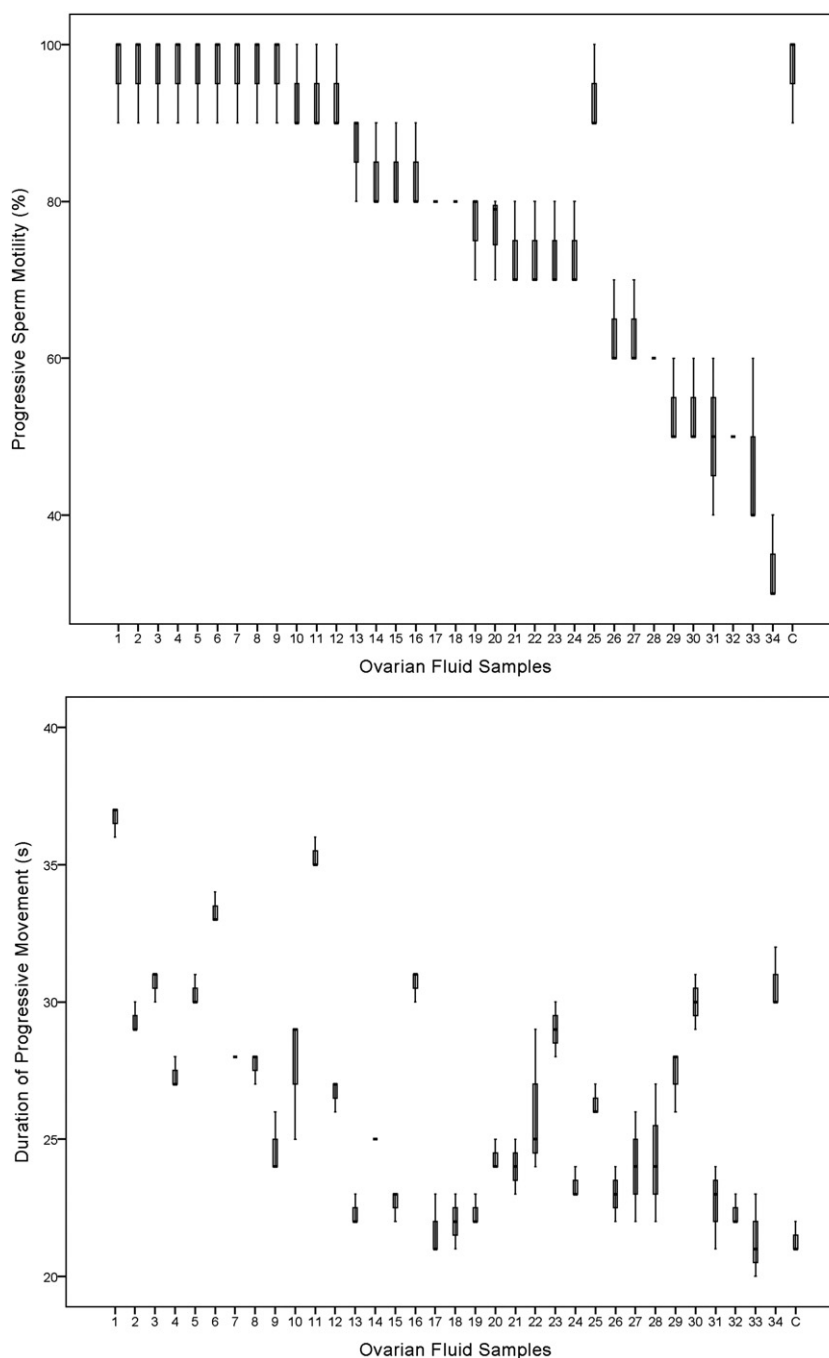 Progressive Sperm Motility (%)
100
80
60
40
1 2 3 4 5 6 7 8 9 10 11 12 13 14 15 16 17 18 19 20 21 22 23 24 25 26 27 28 29 30 31 32 33 34 C
Ovarian Fluid Samples
Duration of Progressive Movement (s)
40
35
30
25
20
1 2 3 4 5 6 7 8 9 10 11 12 13 14 15 16 17 18 19 20 21 22 23 24 25 26 27 28 29 30 31 32 33 34 C
Ovarian Fluid Samples